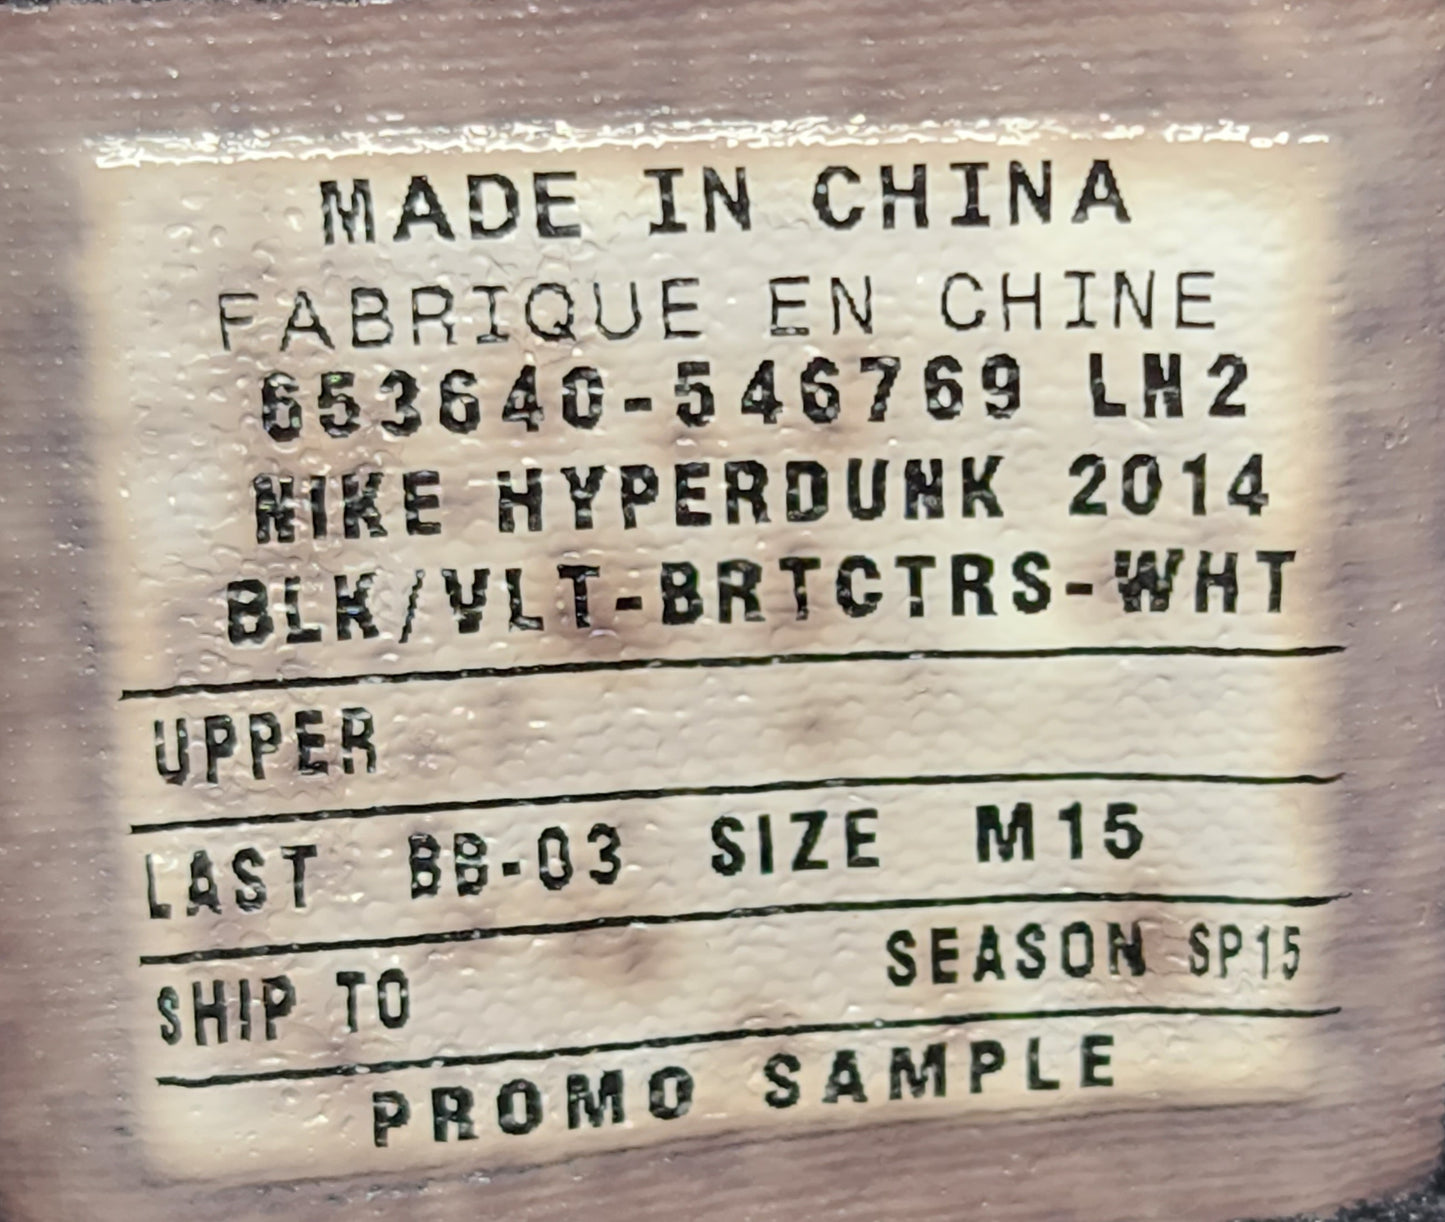 MADE IN CHINA
FABRIQUE EN CHINE
653640-546769 LN2
NIKE HYPERDUNK 2014
BLK/VLT-BRTCTRS-WHT
UPPER
LAST BB-03 SIZE M15
SHIP TO SEASON SP15
PROMO SAMPLE